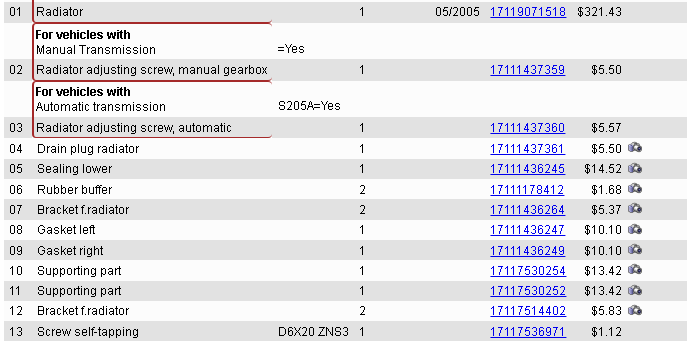 01 Radiator 1 05/2005 17119071518 $321.43
For vehicles with
Manual Transmission =Yes
02 Radiator adjusting screw, manual gearbox 1 17111437359 $5.50
For vehicles with
Automatic transmission S205A=Yes
03 Radiator adjusting screw, automatic 1 17111437360 $5.57
04 Drain plug radiator 1 17111437361 $5.50
05 Sealing lower 1 17111436245 $14.52
06 Rubber buffer 2 17111178412 $1.68
07 Bracket f.radiator 2 17111436264 $5.37
08 Gasket left 1 17111436247 $10.10
09 Gasket right 1 17111436249 $10.10
10 Supporting part 1 17117530254 $13.42
11 Supporting part 1 17117530252 $13.42
12 Bracket f.radiator 2 17117514402 $5.83
13 Screw self-tapping D6X20 ZNS3 1 17117536971 $1.12